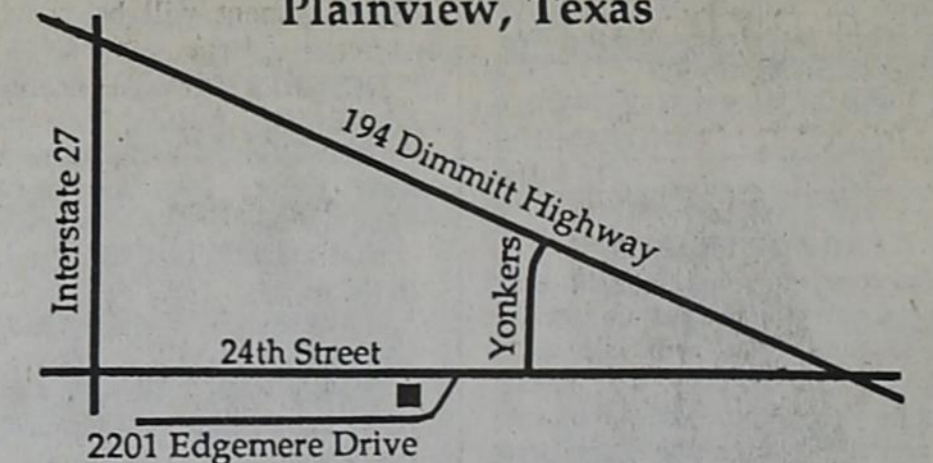 Plainview, Texas
194 Dimmitt Highway
Interstate 27
Yonkers
24th Street
2201 Edgemere Drive